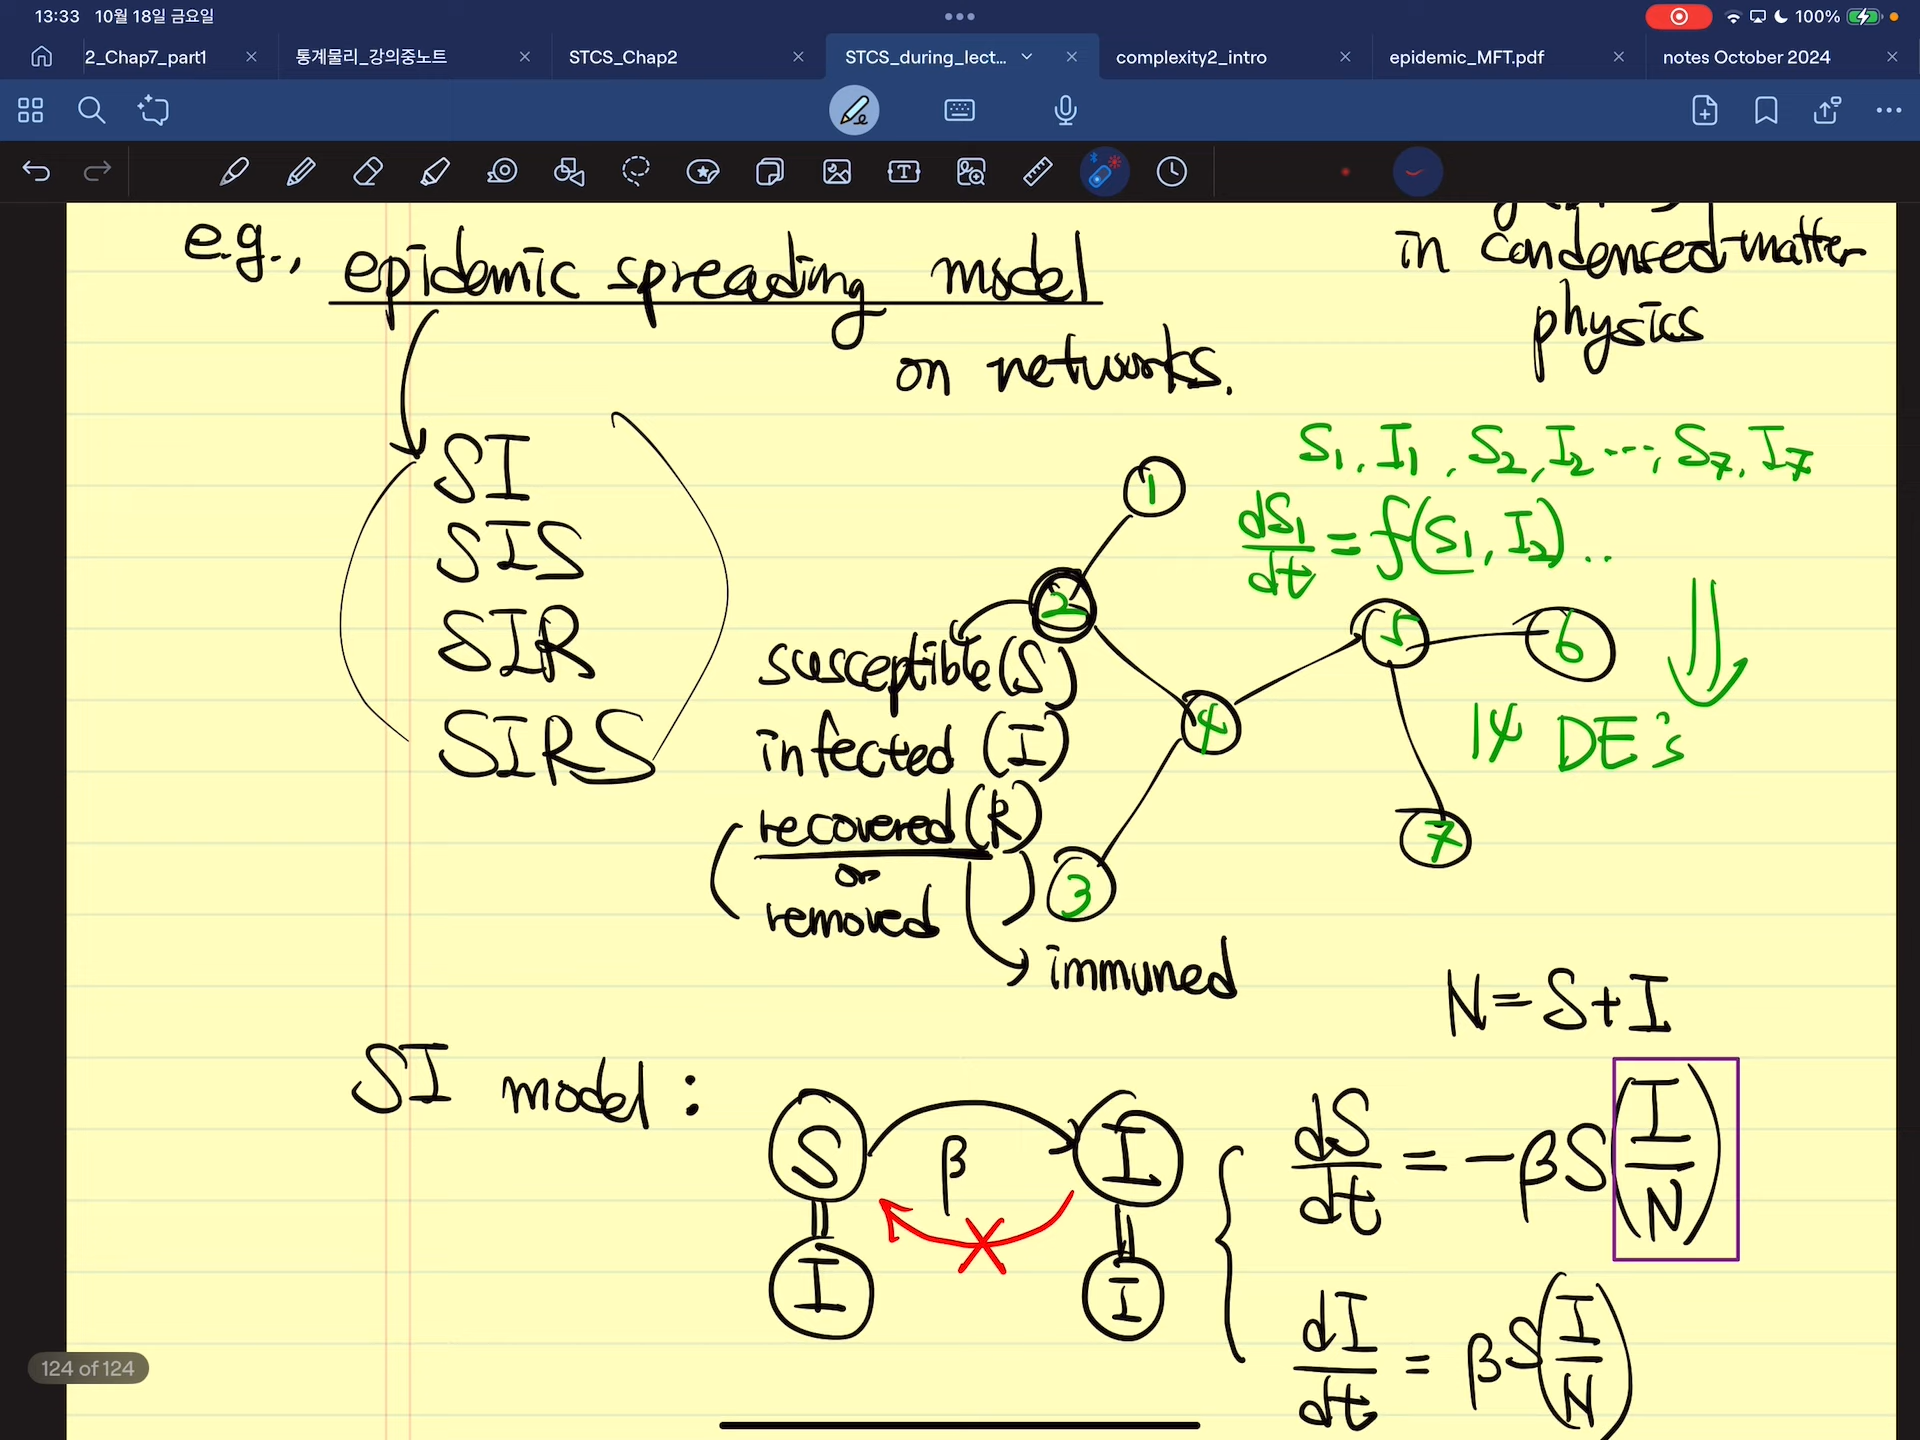 13:33 10월 18일 금요일
100%
2_Chap7_part1
통계물리_강의중노트
STCS_Chap2
STCS_during_lect...
complexity2_intro
epidemic_MFT.pdf
notes October 2024
e.g., epidemic spreading model
on networks.
in condensed-matter
physics
SI
SIS
SIR
SIRS
S₁, I₁, S₂, I₂ ..., S₇, I₇
dS₁/dt = f(S₁, I₂) ..
14 DE's
1
2
3
4
5
6
7
susceptible (S)
infected (I)
recovered (R)
or
removed
immuned
N = S + I
SI model :
S β I
I I
dS/dt = -βS(I/N)
dI/dt = βS(I/N)
124 of 124